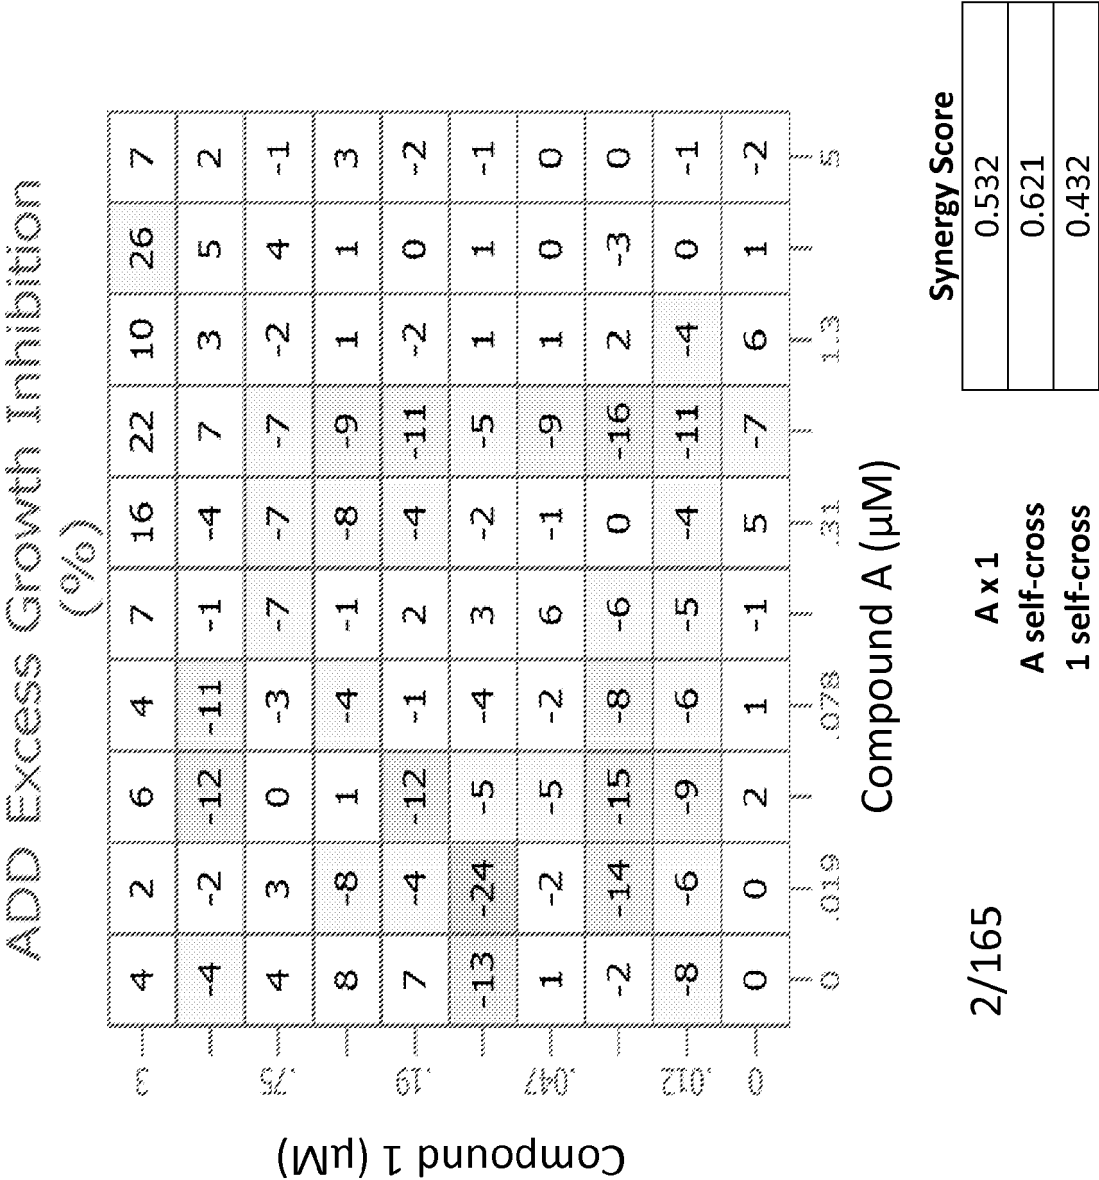 ADD Excess Growth Inhibition
(%)
Compound 1 (µM)
3 4 2 6 4 7 16 22 10 26 7
-4 -2 -12 -11 -1 -4 7 3 5 2
.75 4 3 0 -3 -7 -7 -7 -2 4 -1
8 -8 1 -4 -1 -8 -9 1 1 3
.19 7 -4 -12 -1 2 -4 -11 -2 0 -2
-13 -24 -5 -4 3 -2 -5 1 1 -1
.047 1 -2 -5 -2 6 -1 -9 1 0 0
-2 -14 -15 -8 -6 0 -16 2 -3 0
.012 -8 -6 -9 -6 -5 -4 -11 -4 0 -1
0 0 0 2 1 -1 5 -7 6 1 -2
0 .019 .078 .31 1.3 5
Compound A (µM)
2/165
Synergy Score
A x 1 0.532
A self-cross 0.621
1 self-cross 0.432